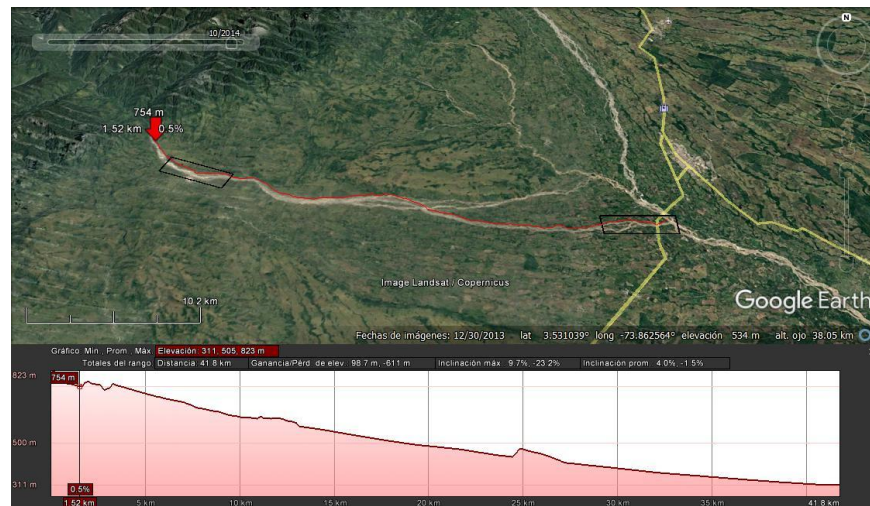 10/2014
N
754 m
1.52 km 0.5%
Image Landsat / Copernicus
10.2 km
Google Earth
Fechas de imágenes: 12/30/2013 lat 3.531039° long -73.862564° elevación 534 m alt. ojo 38.05 km
Gráfico: Min., Prom., Máx. Elevación: 311, 505, 823 m
Totales del rango: Distancia: 41.8 km Ganancia/Pérd. de elev.: 98.7 m, -611 m Inclinación máx.: 9.7%, -23.2% Inclinación prom.: 4.0%, -1.5%
823 m
754 m
500 m
311 m
0.5%
1.52 km 5 km 10 km 15 km 20 km 25 km 30 km 35 km 41.8 km